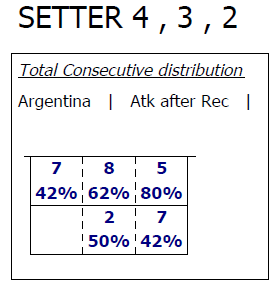 SETTER 4 , 3 , 2
Total Consecutive distribution
Argentina | Atk after Rec |
7 8 5
42% 62% 80%
2 7
50% 42%